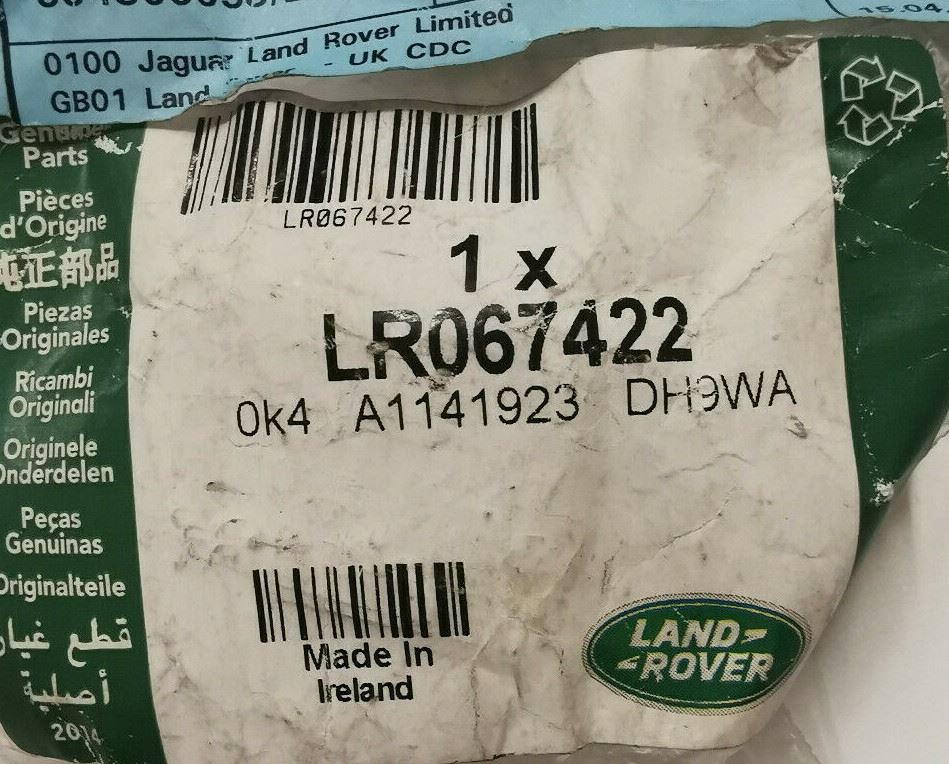 0100 Jaguar Land Rover Limited
GB01 Land - UK CDC
15.04.
Genuine
Parts
Pièces
d'Origine
純正部品
Piezas
Originales
Ricambi
Originali
Originele
Onderdelen
Peças
Genuinas
Originalteile
قطع غيار
أصلية
2014
LR067422
1 x
LR067422
0k4 A1141923 DH9WA
Made In
Ireland
LAND
ROVER